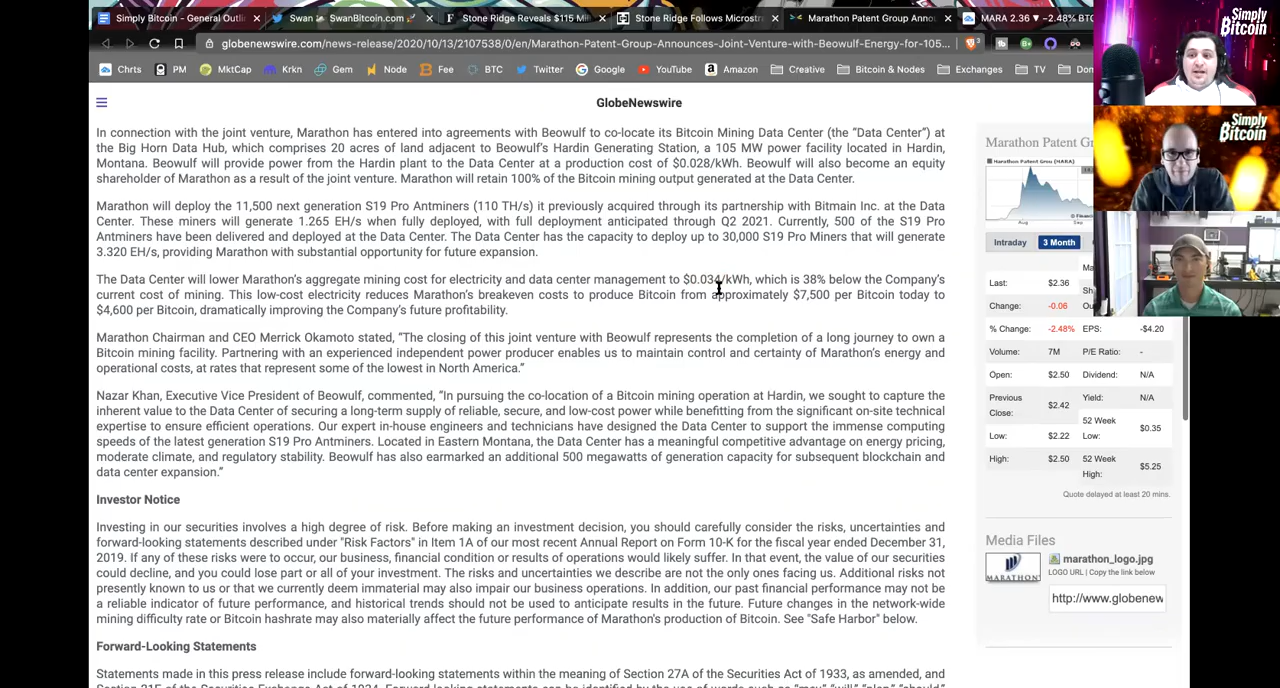 Simply Bitcoin - General Outli
Swan SwanBitcoin.com
Stone Ridge Reveals $115 Mi
Stone Ridge Follows Microstra
Marathon Patent Group Annou
MARA 2.36 ▼ −2.48% BTC
globenewswire.com/news-release/2020/10/13/2107538/0/en/Marathon-Patent-Group-Announces-Joint-Venture-with-Beowulf-Energy-for-105...
Chrts PM MktCap Krkn Gem Node Fee BTC Twitter Google YouTube Amazon Creative Bitcoin & Nodes Exchanges TV Don
Simply
Bitcoin
Simply
Bitcoin
GlobeNewswire
In connection with the joint venture, Marathon has entered into agreements with Beowulf to co-locate its Bitcoin Mining Data Center (the "Data Center") at
the Big Horn Data Hub, which comprises 20 acres of land adjacent to Beowulf's Hardin Generating Station, a 105 MW power facility located in Hardin,
Montana. Beowulf will provide power from the Hardin plant to the Data Center at a production cost of $0.028/kWh. Beowulf will also become an equity
shareholder of Marathon as a result of the joint venture. Marathon will retain 100% of the Bitcoin mining output generated at the Data Center.
Marathon will deploy the 11,500 next generation S19 Pro Antminers (110 TH/s) it previously acquired through its partnership with Bitmain Inc. at the Data
Center. These miners will generate 1.265 EH/s when fully deployed, with full deployment anticipated through Q2 2021. Currently, 500 of the S19 Pro
Antminers have been delivered and deployed at the Data Center. The Data Center has the capacity to deploy up to 30,000 S19 Pro Miners that will generate
3.320 EH/s, providing Marathon with substantial opportunity for future expansion.
The Data Center will lower Marathon's aggregate mining cost for electricity and data center management to $0.034/kWh, which is 38% below the Company's
current cost of mining. This low-cost electricity reduces Marathon's breakeven costs to produce Bitcoin from approximately $7,500 per Bitcoin today to
$4,600 per Bitcoin, dramatically improving the Company's future profitability.
Marathon Chairman and CEO Merrick Okamoto stated, "The closing of this joint venture with Beowulf represents the completion of a long journey to own a
Bitcoin mining facility. Partnering with an experienced independent power producer enables us to maintain control and certainty of Marathon's energy and
operational costs, at rates that represent some of the lowest in North America."
Nazar Khan, Executive Vice President of Beowulf, commented, "In pursuing the co-location of a Bitcoin mining operation at Hardin, we sought to capture the
inherent value to the Data Center of securing a long-term supply of reliable, secure, and low-cost power while benefitting from the significant on-site technical
expertise to ensure efficient operations. Our expert in-house engineers and technicians have designed the Data Center to support the immense computing
speeds of the latest generation S19 Pro Antminers. Located in Eastern Montana, the Data Center has a meaningful competitive advantage on energy pricing,
moderate climate, and regulatory stability. Beowulf has also earmarked an additional 500 megawatts of generation capacity for subsequent blockchain and
data center expansion."
Investor Notice
Investing in our securities involves a high degree of risk. Before making an investment decision, you should carefully consider the risks, uncertainties and
forward-looking statements described under "Risk Factors" in Item 1A of our most recent Annual Report on Form 10-K for the fiscal year ended December 31,
2019. If any of these risks were to occur, our business, financial condition or results of operations would likely suffer. In that event, the value of our securities
could decline, and you could lose part or all of your investment. The risks and uncertainties we describe are not the only ones facing us. Additional risks not
presently known to us or that we currently deem immaterial may also impair our business operations. In addition, our past financial performance may not be
a reliable indicator of future performance, and historical trends should not be used to anticipate results in the future. Future changes in the network-wide
mining difficulty rate or Bitcoin hashrate may also materially affect the future performance of Marathon's production of Bitcoin. See "Safe Harbor" below.
Forward-Looking Statements
Statements made in this press release include forward-looking statements within the meaning of Section 27A of the Securities Act of 1933, as amended, and
Marathon Patent G
Marathon Patent Grou (MARA)
Aug Sep
Intraday 3 Month
Last: $2.36
Change: -0.06
% Change: -2.48% EPS: -$4.20
Volume: 7M P/E Ratio: -
Open: $2.50 Dividend: N/A
Previous Close: $2.42 Yield: N/A
Low: $2.22 52 Week Low: $0.35
High: $2.50 52 Week High: $5.25
Quote delayed at least 20 mins.
Media Files
MARATHON
marathon_logo.jpg
LOGO URL | Copy the link below
http://www.globenew